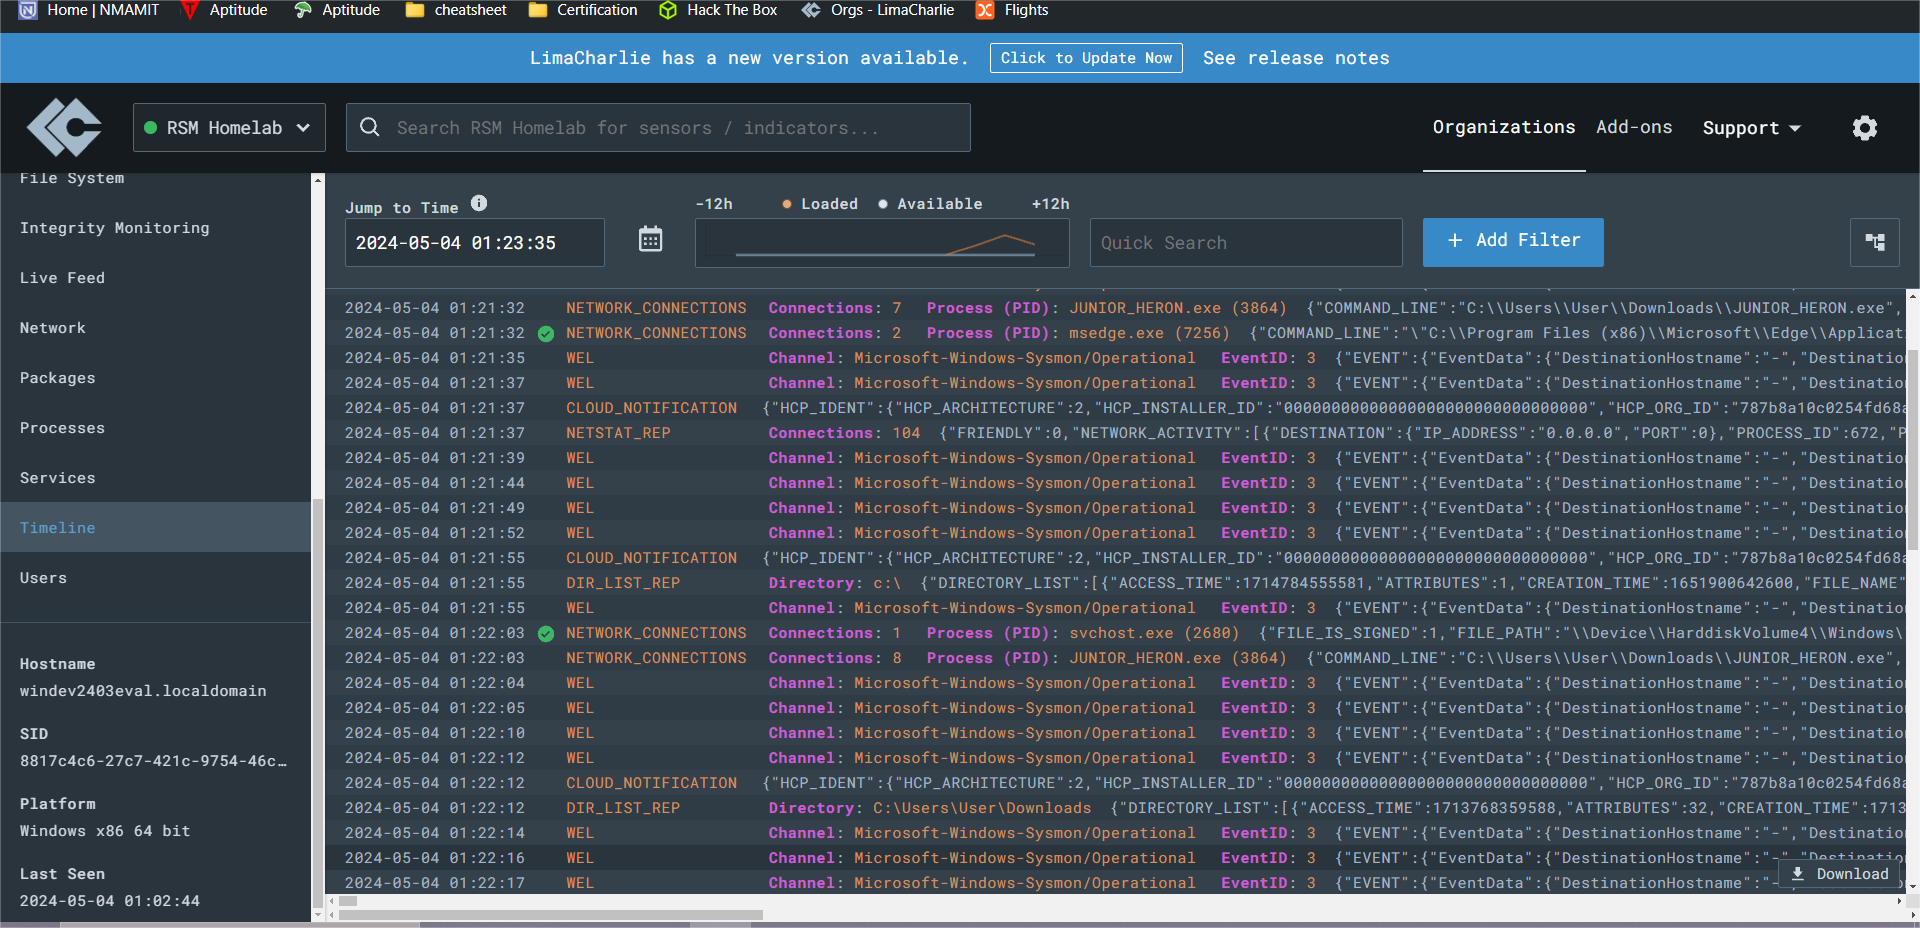 Home | NMAMIT Aptitude Aptitude cheatsheet Certification Hack The Box Orgs - LimaCharlie Flights
LimaCharlie has a new version available. Click to Update Now See release notes
RSM Homelab Search RSM Homelab for sensors / indicators... Organizations Add-ons Support
File System
Integrity Monitoring
Live Feed
Network
Packages
Processes
Services
Timeline
Users
Hostname
windev2403eval.localdomain
SID
8817c4c6-27c7-421c-9754-46c…
Platform
Windows x86 64 bit
Last Seen
2024-05-04 01:02:44
Jump to Time -12h Loaded Available +12h
2024-05-04 01:23:35 Quick Search + Add Filter
2024-05-04 01:21:32 NETWORK_CONNECTIONS Connections: 7 Process (PID): JUNIOR_HERON.exe (3864) {"COMMAND_LINE":"C:\\Users\\User\\Downloads\\JUNIOR_HERON.exe",
2024-05-04 01:21:32 NETWORK_CONNECTIONS Connections: 2 Process (PID): msedge.exe (7256) {"COMMAND_LINE":"\"C:\\Program Files (x86)\\Microsoft\\Edge\\Applicat
2024-05-04 01:21:35 WEL Channel: Microsoft-Windows-Sysmon/Operational EventID: 3 {"EVENT":{"EventData":{"DestinationHostname":"-","Destination
2024-05-04 01:21:37 WEL Channel: Microsoft-Windows-Sysmon/Operational EventID: 3 {"EVENT":{"EventData":{"DestinationHostname":"-","Destination
2024-05-04 01:21:37 CLOUD_NOTIFICATION {"HCP_IDENT":{"HCP_ARCHITECTURE":2,"HCP_INSTALLER_ID":"00000000000000000000000000000000","HCP_ORG_ID":"787b8a10c0254fd68a
2024-05-04 01:21:37 NETSTAT_REP Connections: 104 {"FRIENDLY":0,"NETWORK_ACTIVITY":[{"DESTINATION":{"IP_ADDRESS":"0.0.0.0","PORT":0},"PROCESS_ID":672,"P
2024-05-04 01:21:39 WEL Channel: Microsoft-Windows-Sysmon/Operational EventID: 3 {"EVENT":{"EventData":{"DestinationHostname":"-","Destination
2024-05-04 01:21:44 WEL Channel: Microsoft-Windows-Sysmon/Operational EventID: 3 {"EVENT":{"EventData":{"DestinationHostname":"-","Destination
2024-05-04 01:21:49 WEL Channel: Microsoft-Windows-Sysmon/Operational EventID: 3 {"EVENT":{"EventData":{"DestinationHostname":"-","Destination
2024-05-04 01:21:52 WEL Channel: Microsoft-Windows-Sysmon/Operational EventID: 3 {"EVENT":{"EventData":{"DestinationHostname":"-","Destination
2024-05-04 01:21:55 CLOUD_NOTIFICATION {"HCP_IDENT":{"HCP_ARCHITECTURE":2,"HCP_INSTALLER_ID":"00000000000000000000000000000000","HCP_ORG_ID":"787b8a10c0254fd68a
2024-05-04 01:21:55 DIR_LIST_REP Directory: c:\ {"DIRECTORY_LIST":[{"ACCESS_TIME":1714784555581,"ATTRIBUTES":1,"CREATION_TIME":1651900642600,"FILE_NAME"
2024-05-04 01:21:55 WEL Channel: Microsoft-Windows-Sysmon/Operational EventID: 3 {"EVENT":{"EventData":{"DestinationHostname":"-","Destination
2024-05-04 01:22:03 NETWORK_CONNECTIONS Connections: 1 Process (PID): svchost.exe (2680) {"FILE_IS_SIGNED":1,"FILE_PATH":"\\Device\\HarddiskVolume4\\Windows\
2024-05-04 01:22:03 NETWORK_CONNECTIONS Connections: 8 Process (PID): JUNIOR_HERON.exe (3864) {"COMMAND_LINE":"C:\\Users\\User\\Downloads\\JUNIOR_HERON.exe",
2024-05-04 01:22:04 WEL Channel: Microsoft-Windows-Sysmon/Operational EventID: 3 {"EVENT":{"EventData":{"DestinationHostname":"-","Destination
2024-05-04 01:22:05 WEL Channel: Microsoft-Windows-Sysmon/Operational EventID: 3 {"EVENT":{"EventData":{"DestinationHostname":"-","Destination
2024-05-04 01:22:10 WEL Channel: Microsoft-Windows-Sysmon/Operational EventID: 3 {"EVENT":{"EventData":{"DestinationHostname":"-","Destination
2024-05-04 01:22:12 WEL Channel: Microsoft-Windows-Sysmon/Operational EventID: 3 {"EVENT":{"EventData":{"DestinationHostname":"-","Destination
2024-05-04 01:22:12 CLOUD_NOTIFICATION {"HCP_IDENT":{"HCP_ARCHITECTURE":2,"HCP_INSTALLER_ID":"00000000000000000000000000000000","HCP_ORG_ID":"787b8a10c0254fd68a
2024-05-04 01:22:12 DIR_LIST_REP Directory: C:\Users\User\Downloads {"DIRECTORY_LIST":[{"ACCESS_TIME":1713768359588,"ATTRIBUTES":32,"CREATION_TIME":1713
2024-05-04 01:22:14 WEL Channel: Microsoft-Windows-Sysmon/Operational EventID: 3 {"EVENT":{"EventData":{"DestinationHostname":"-","Destination
2024-05-04 01:22:16 WEL Channel: Microsoft-Windows-Sysmon/Operational EventID: 3 {"EVENT":{"EventData":{"DestinationHostname":"-","Destination
2024-05-04 01:22:17 WEL Channel: Microsoft-Windows-Sysmon/Operational EventID: 3 {"EVENT":{"EventData":{"DestinationHostname":"- Download